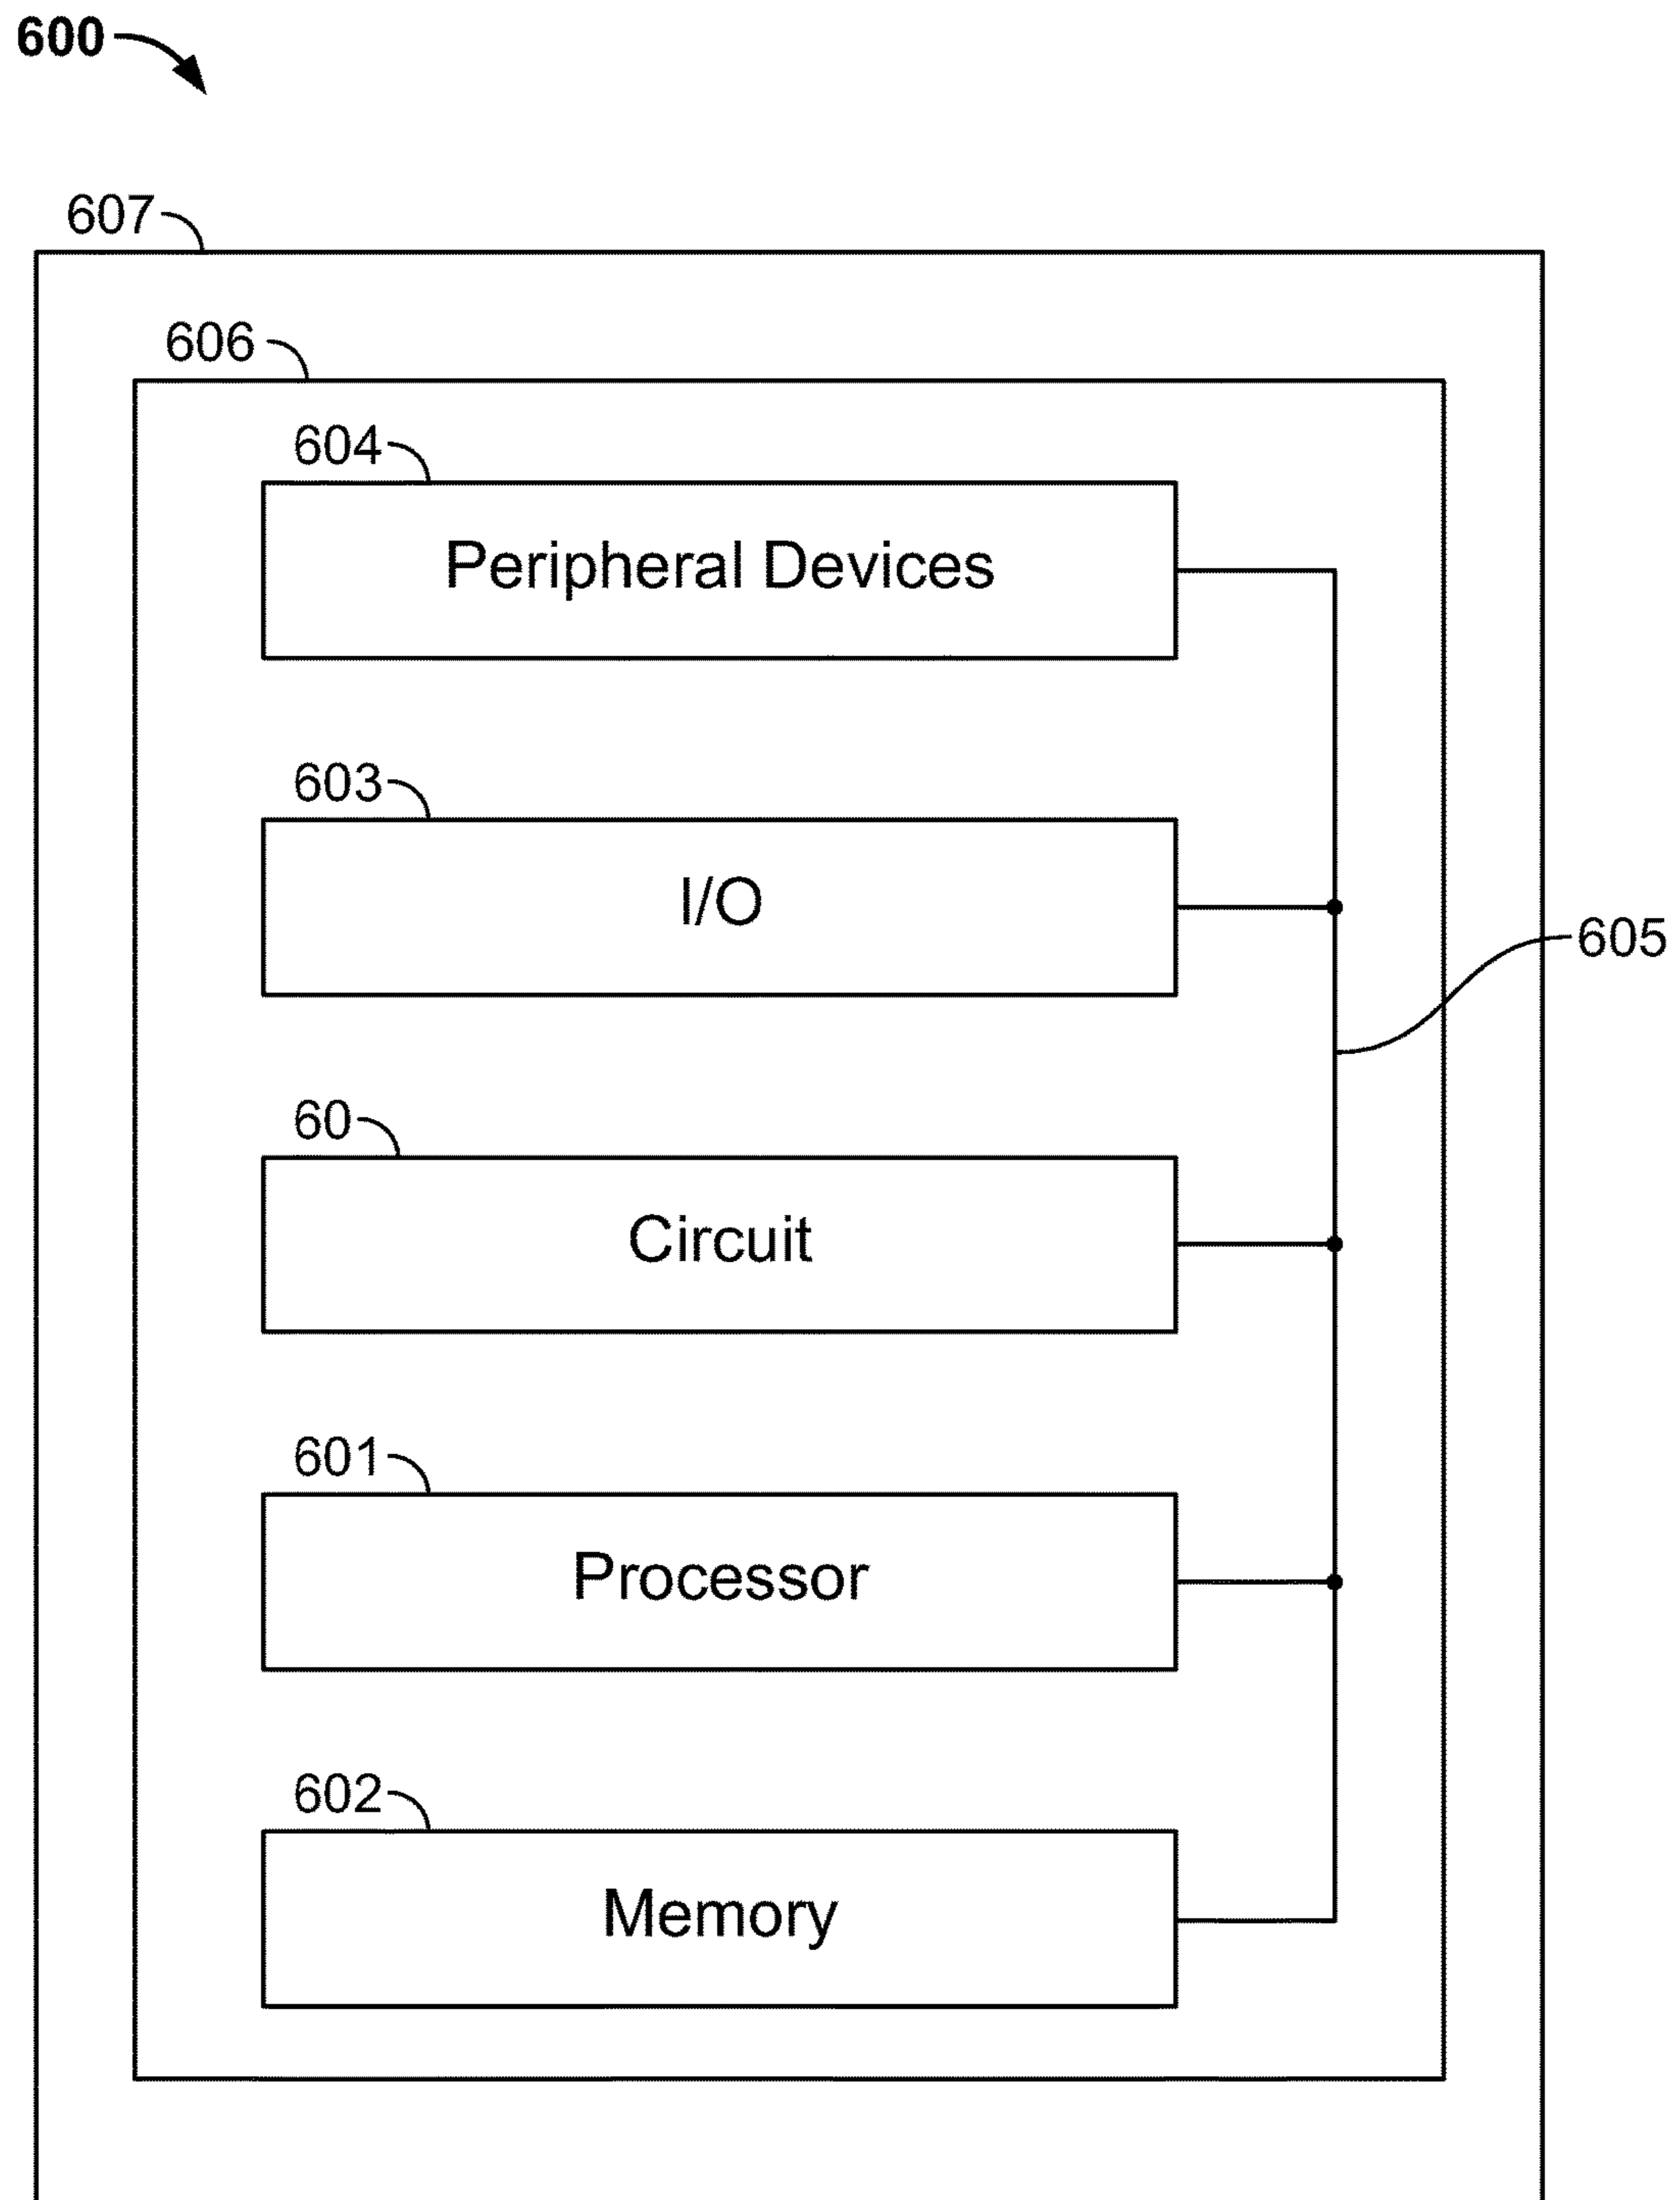 600
607
606
604
Peripheral Devices
603
I/O
605
60
Circuit
601
Processor
602
Memory